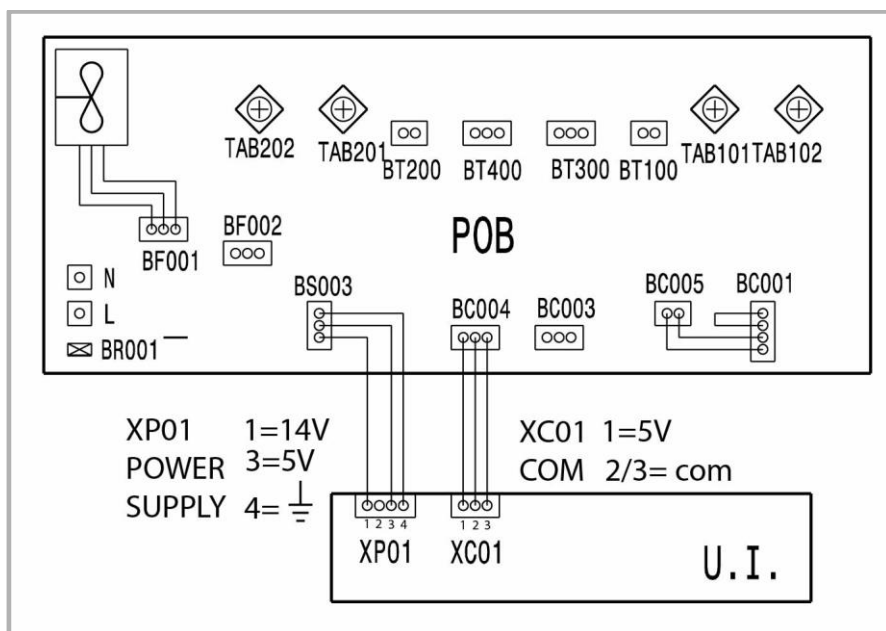 TAB202
TAB201
BT200
BT400
BT300
BT100
TAB101
TAB102
BF001
BF002
POB
N
L
BR001
BS003
BC004
BC003
BC005
BC001
XP01 1=14V
POWER 3=5V
SUPPLY 4=
XC01 1=5V
COM 2/3= com
1 2 3 4
1 2 3
XP01
XC01
U.I.